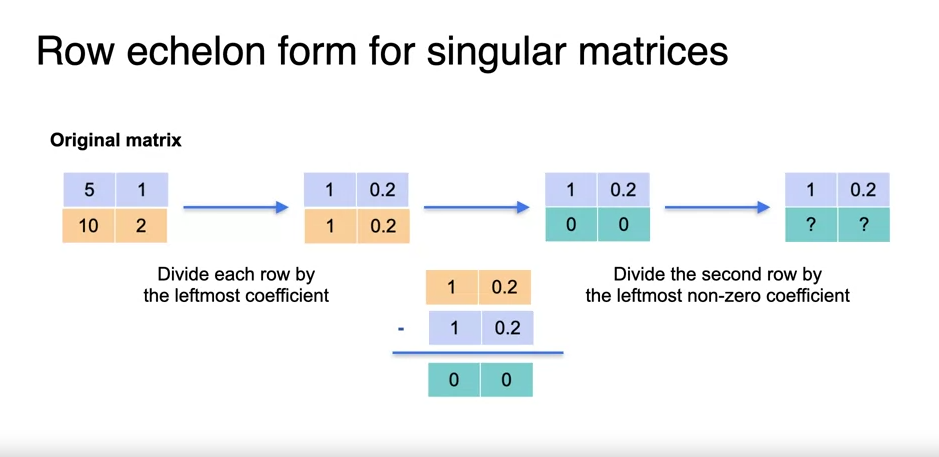 Row echelon form for singular matrices
Original matrix
5 1
10 2
1 0.2
1 0.2
1 0.2
0 0
1 0.2
? ?
Divide each row by
the leftmost coefficient
1 0.2
- 1 0.2
0 0
Divide the second row by
the leftmost non-zero coefficient